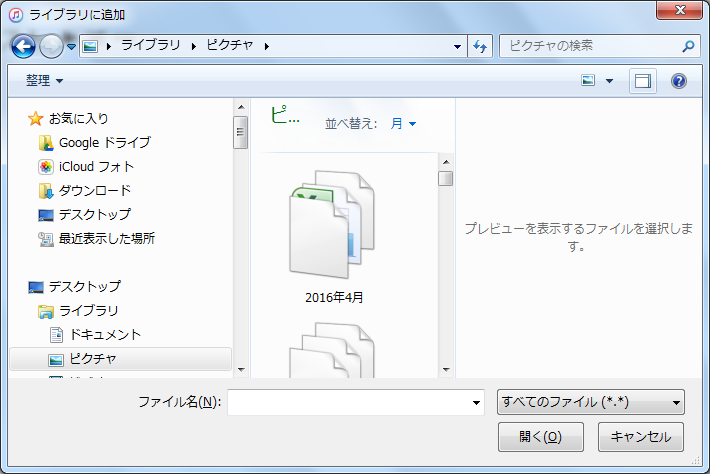 ライブラリに追加
ライブラリ ピクチャ
ピクチャの検索
整理
お気に入り
Google ドライブ
iCloud フォト
ダウンロード
デスクトップ
最近表示した場所
デスクトップ
ライブラリ
ドキュメント
ピクチャ
ピ...
並べ替え: 月
2016年4月
プレビューを表示するファイルを選択しま
す。
ファイル名(N):
すべてのファイル (*.*)
開く(O)
キャンセル